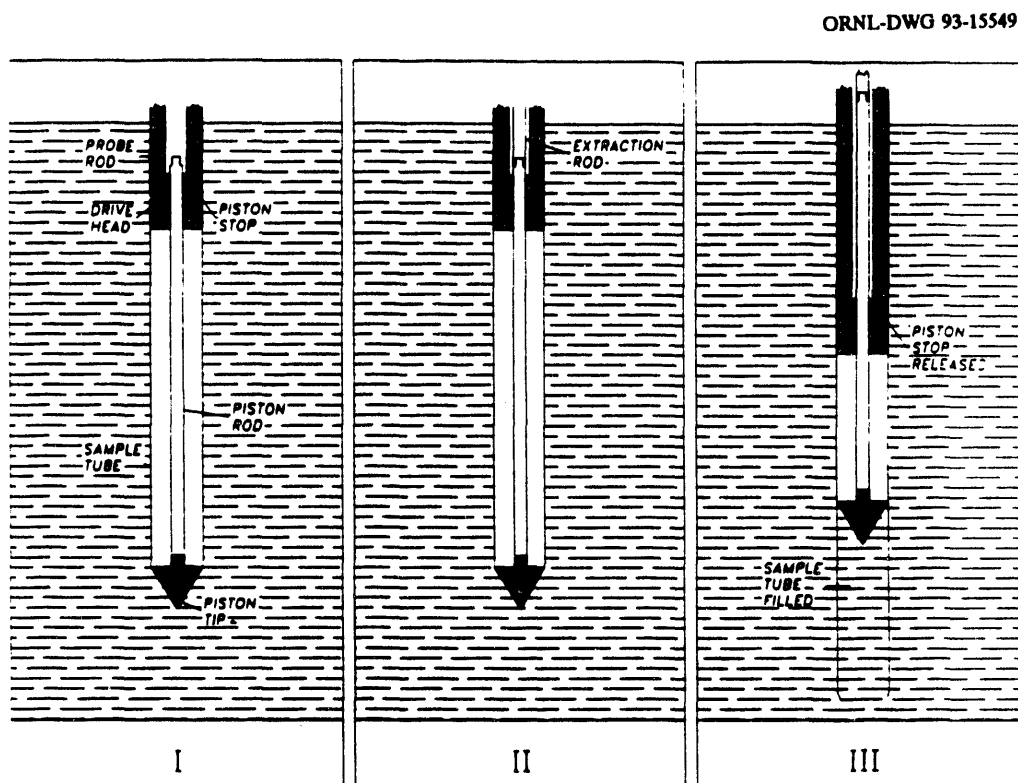 ORNL-DWG 93-15549
PROBE
ROD
DRIVE
HEAD
PISTON
STOP
PISTON
ROD
SAMPLE
TUBE
PISTON
TIP
I
EXTRACTION
ROD
II
PISTON
STOP
RELEASED
SAMPLE
TUBE
FILLED
III